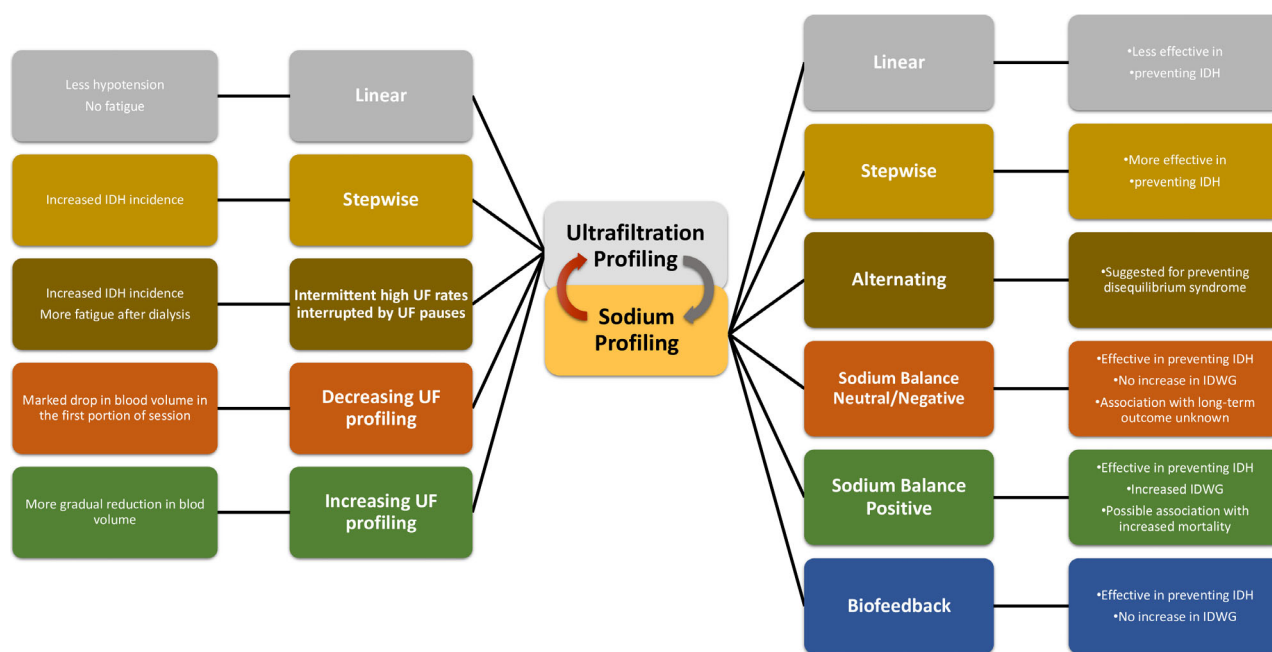 Less hypotension
No fatigue
Linear
Increased IDH incidence
Stepwise
Increased IDH incidence
More fatigue after dialysis
Intermittent high UF rates
interrupted by UF pauses
Marked drop in blood volume in
the first portion of session
Decreasing UF
profiling
More gradual reduction in blod
volume
Increasing UF
profiling
Ultrafiltration
Profiling
Sodium
Profiling
Linear
•Less effective in
•preventing IDH
Stepwise
•More effective in
•preventing IDH
Alternating
•Suggested for preventing
disequilibrium syndrome
Sodium Balance
Neutral/Negative
•Effective in preventing IDH
•No increase in IDWG
•Association with long-term
outcome unknown
Sodium Balance
Positive
•Effective in preventing IDH
•Increased IDWG
•Possible association with
increased mortality
Biofeedback
•Effective in preventing IDH
•No increase in IDWG